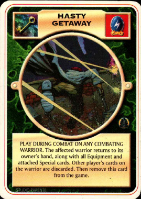 HASTY
GETAWAY
PLAY DURING COMBAT ON ANY COMBATING
WARRIOR. The affected warrior returns to its
owner's hand, along with all Equipment and
attached Special cards. Other player's cards on
the warrior are discarded. Then remove this card
from the game.